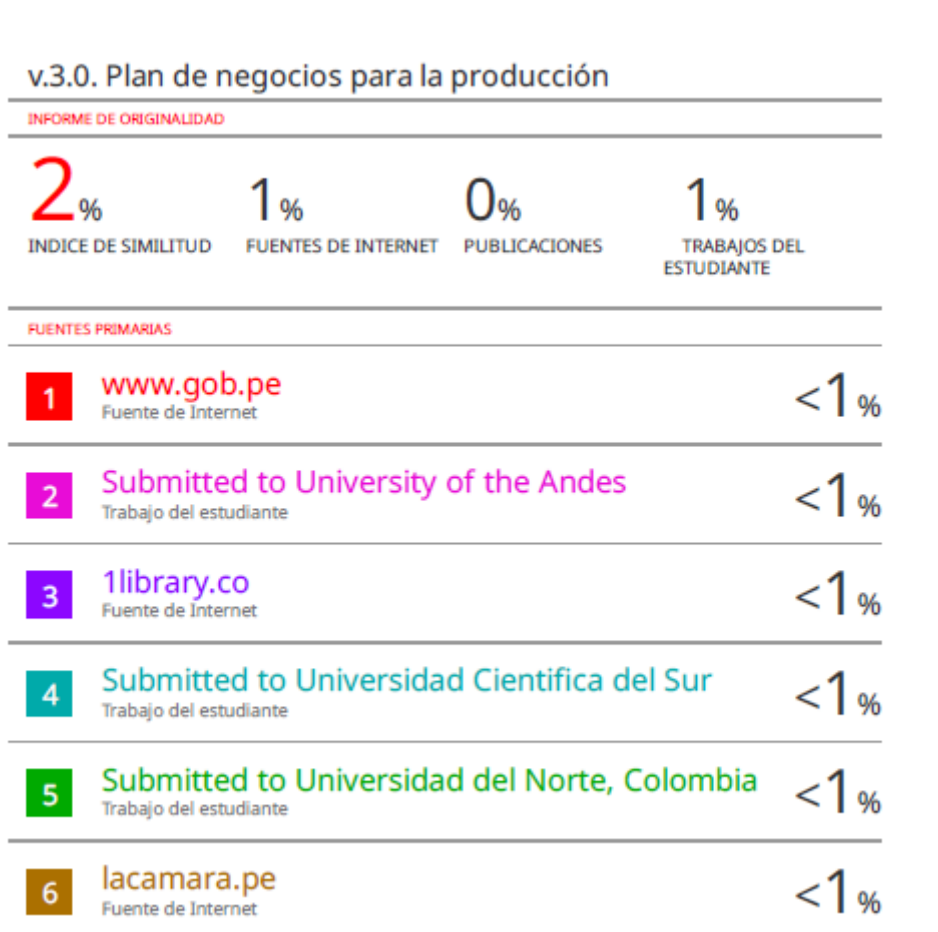 v.3.0. Plan de negocios para la producción
INFORME DE ORIGINALIDAD
2% 1% 0% 1%
INDICE DE SIMILITUD FUENTES DE INTERNET PUBLICACIONES TRABAJOS DEL
ESTUDIANTE
FUENTES PRIMARIAS
1 www.gob.pe <1%
Fuente de Internet
2 Submitted to University of the Andes <1%
Trabajo del estudiante
3 1library.co <1%
Fuente de Internet
4 Submitted to Universidad Cientifica del Sur <1%
Trabajo del estudiante
5 Submitted to Universidad del Norte, Colombia <1%
Trabajo del estudiante
6 lacamara.pe <1%
Fuente de Internet